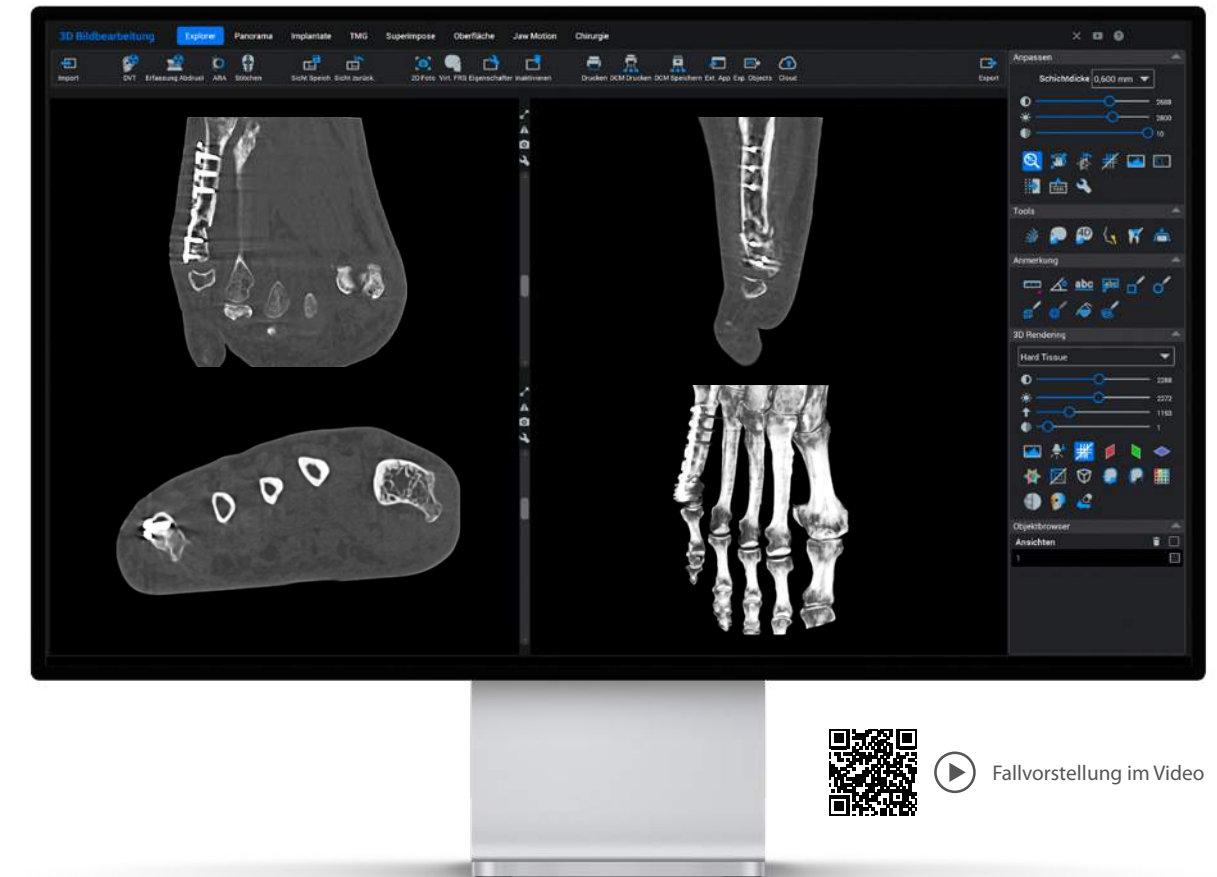 3D Bildbearbeitung Explorer Panorama Implantate TMG Superimpose Oberfläche Jaw Motion Chirurgie
Import DVT Erfassung Abdruck ARA Stitchen Sicht Speich. Sicht zurück. 2D Foto Virt. FRS Eigenschaften Inaktivieren Drucken DCM Drucken DCM Speichern Ext. App Exp. Objects Cloud Export
Anpassen
Schichtdicke 0,600 mm
2800
10
Tools
4D
Anmerkung
abc abc
3D Rendering
Hard Tissue
2288
2272
1
Objektbrowser
Ansichten
1
Fallvorstellung im Video